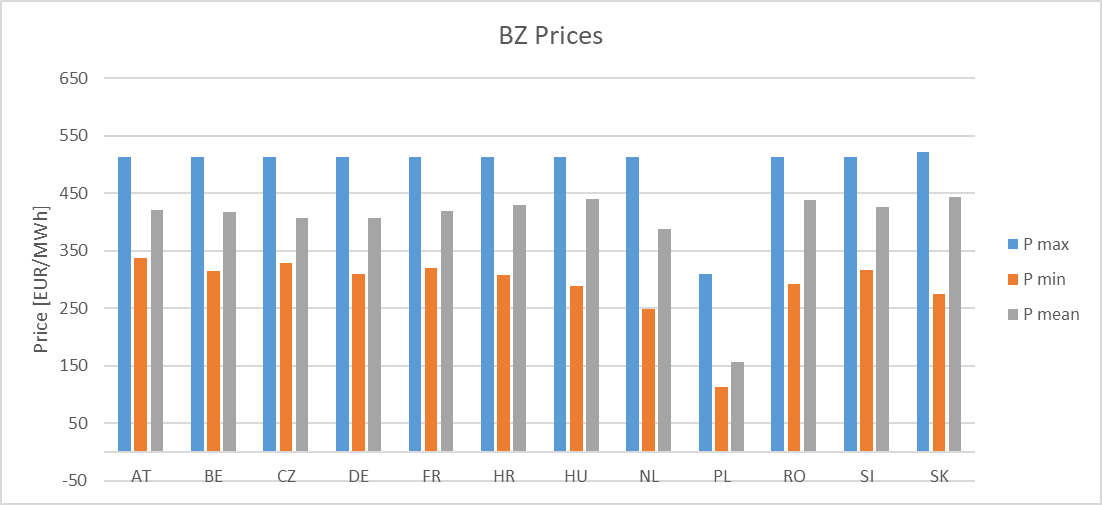 BZ Prices
650
550
450
350
250
150
50
-50
Price [EUR/MWh]
AT BE CZ DE FR HR HU NL PL RO SI SK
P max
P min
P mean